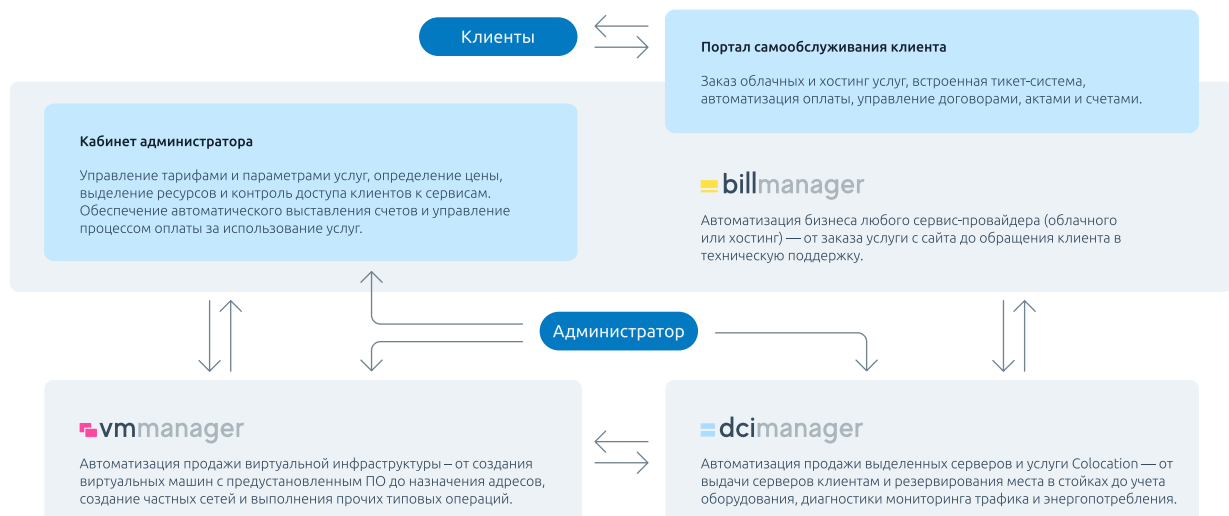 Клиенты
Портал самообслуживания клиента
Заказ облачных и хостинг услуг, встроенная тикет-система,
автоматизация оплаты, управление договорами, актами и счетами.
Кабинет администратора
Управление тарифами и параметрами услуг, определение цены,
выделение ресурсов и контроль доступа клиентов к сервисам.
Обеспечение автоматического выставления счетов и управление
процессом оплаты за использование услуг.
billmanager
Автоматизация бизнеса любого сервис-провайдера (облачного
или хостинг) — от заказа услуги с сайта до обращения клиента в
техническую поддержку.
Администратор
vmmanager
Автоматизация продажи виртуальной инфраструктуры – от создания
виртуальных машин с предустановленным ПО до назначения адресов,
создание частных сетей и выполнения прочих типовых операций.
dcimanager
Автоматизация продажи выделенных серверов и услуги Colocation — от
выдачи серверов клиентам и резервирования места в стойках до учета
оборудования, диагностики мониторинга трафика и энергопотребления.